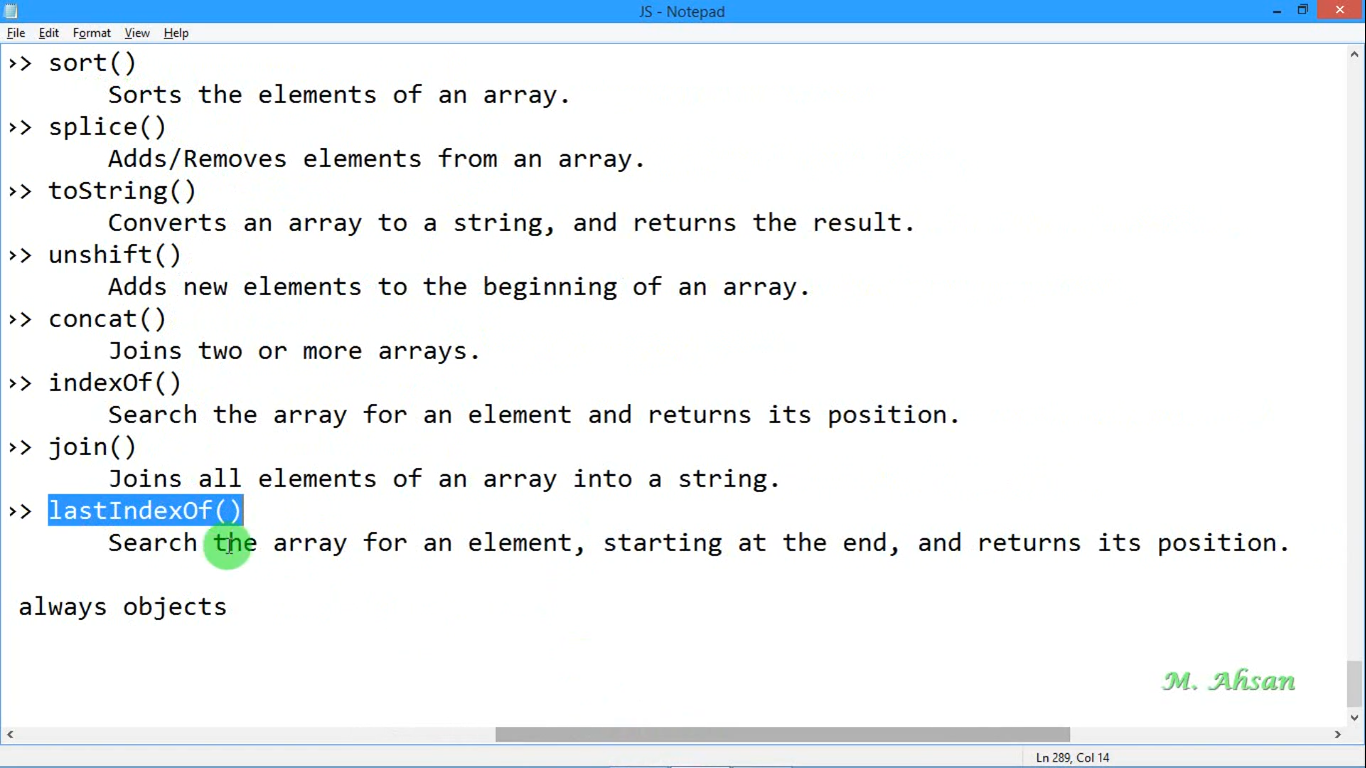 JS - Notepad
File Edit Format View Help
>> sort()
Sorts the elements of an array.
>> splice()
Adds/Removes elements from an array.
>> toString()
Converts an array to a string, and returns the result.
>> unshift()
Adds new elements to the beginning of an array.
>> concat()
Joins two or more arrays.
>> indexOf()
Search the array for an element and returns its position.
>> join()
Joins all elements of an array into a string.
>> lastIndexOf()
Search the array for an element, starting at the end, and returns its position.
always objects
M. Ahsan
Ln 289, Col 14